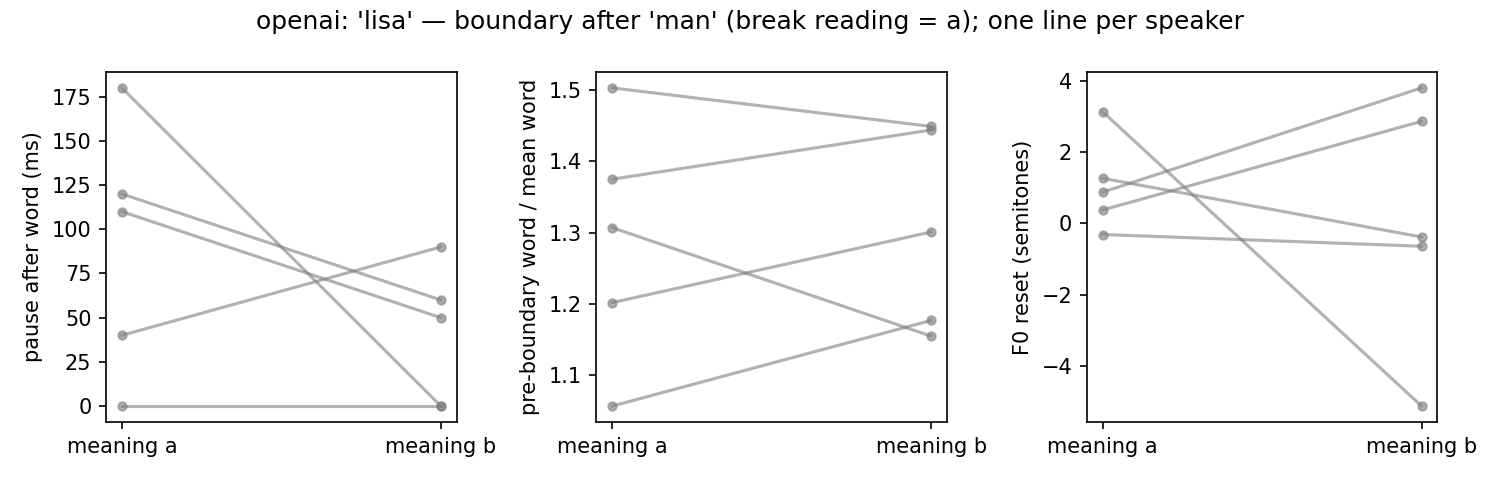 openai: 'lisa' — boundary after 'man' (break reading = a); one line per speaker
pause after word (ms)
175
150
125
100
75
50
25
0
meaning a
meaning b
pre-boundary word / mean word
1.5
1.4
1.3
1.2
1.1
meaning a
meaning b
F0 reset (semitones)
4
2
0
−2
−4
meaning a
meaning b